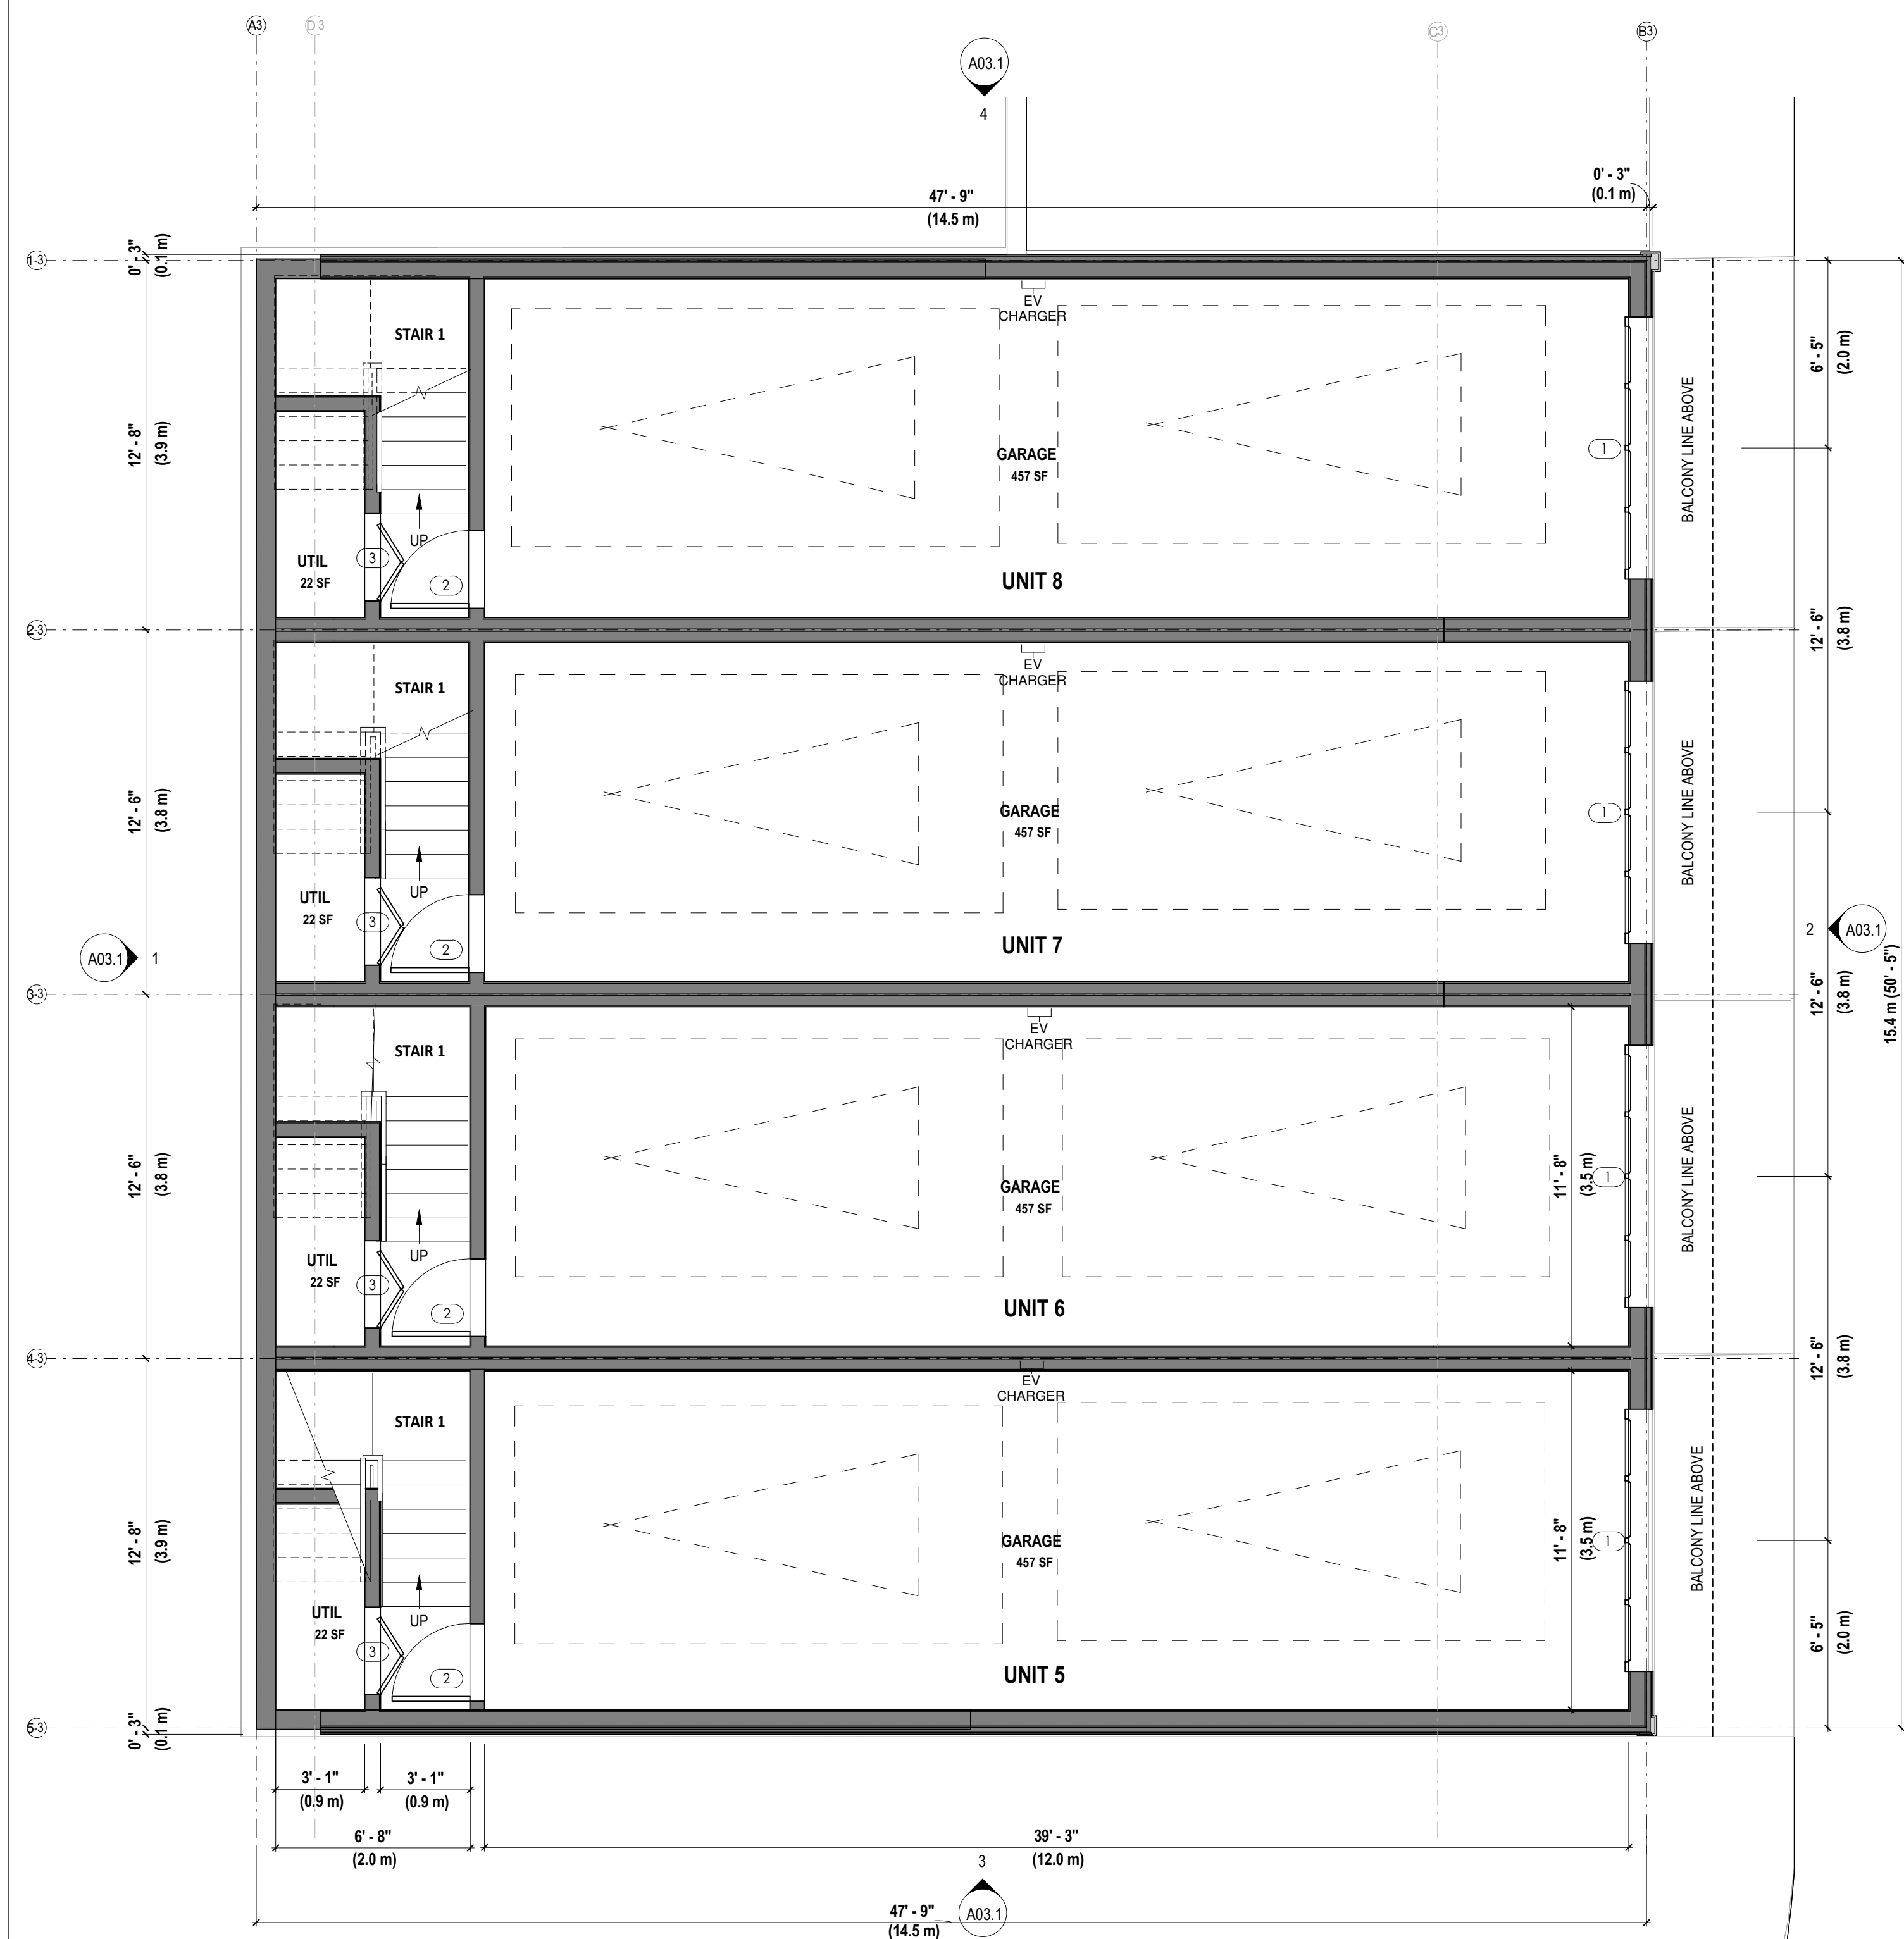 A3
D3
C3
B3
A03.1
4
47' - 9"
(14.5 m)
0' - 3"
(0.1 m)
1-3
0' - 3"
(0.1 m)
12' - 8"
(3.9 m)
STAIR 1
EV
CHARGER
GARAGE
457 SF
UNIT 8
UP
UTIL
22 SF
3
2
1
BALCONY LINE ABOVE
6' - 5"
(2.0 m)
2-3
12' - 6"
(3.8 m)
12' - 6"
(3.8 m)
STAIR 1
EV
CHARGER
GARAGE
457 SF
UNIT 7
UP
UTIL
22 SF
3
2
1
BALCONY LINE ABOVE
A03.1
1
2
A03.1
15.4 m (50' - 5")
3-3
12' - 6"
(3.8 m)
12' - 6"
(3.8 m)
STAIR 1
EV
CHARGER
GARAGE
457 SF
UNIT 6
UP
UTIL
22 SF
3
2
11' - 8"
(3.5 m)
1
BALCONY LINE ABOVE
4-3
12' - 6"
(3.8 m)
12' - 8"
(3.9 m)
STAIR 1
EV
CHARGER
GARAGE
457 SF
UNIT 5
UP
UTIL
22 SF
3
2
11' - 8"
(3.5 m)
1
BALCONY LINE ABOVE
6' - 5"
(2.0 m)
5-3
0' - 3"
(0.1 m)
3' - 1"
(0.9 m)
3' - 1"
(0.9 m)
6' - 8"
(2.0 m)
39' - 3"
(12.0 m)
3
A03.1
47' - 9"
(14.5 m)